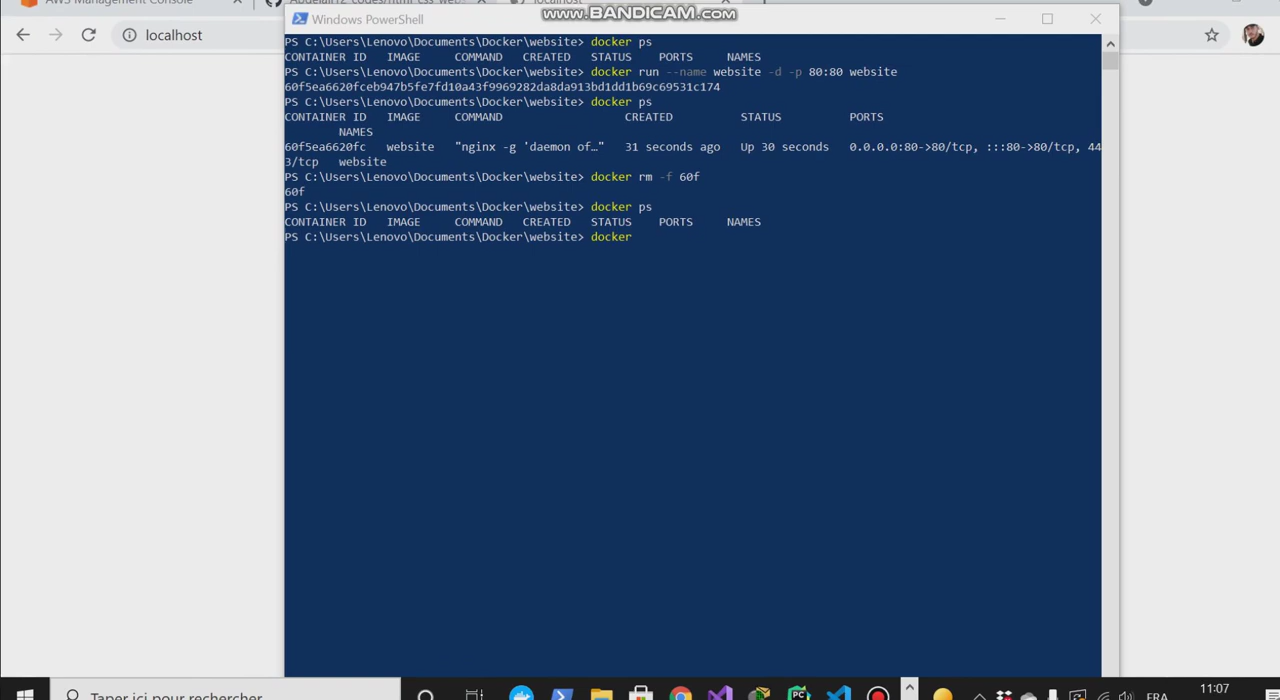 AWS Management Console
localhost
www.BANDICAM.com
Windows PowerShell
localhost
PS C:\Users\Lenovo\Documents\Docker\website> docker ps
CONTAINER ID IMAGE COMMAND CREATED STATUS PORTS NAMES
PS C:\Users\Lenovo\Documents\Docker\website> docker run --name website -d -p 80:80 website
60f5ea6620fceb947b5fe7fd10a43f9969282da8da913bd1dd1b69c69531c174
PS C:\Users\Lenovo\Documents\Docker\website> docker ps
CONTAINER ID IMAGE COMMAND CREATED STATUS PORTS
NAMES
60f5ea6620fc website "nginx -g 'daemon of…" 31 seconds ago Up 30 seconds 0.0.0.0:80->80/tcp, :::80->80/tcp, 44
3/tcp website
PS C:\Users\Lenovo\Documents\Docker\website> docker rm -f 60f
60f
PS C:\Users\Lenovo\Documents\Docker\website> docker ps
CONTAINER ID IMAGE COMMAND CREATED STATUS PORTS NAMES
PS C:\Users\Lenovo\Documents\Docker\website> docker
Taper ici pour rechercher
FRA
11:07